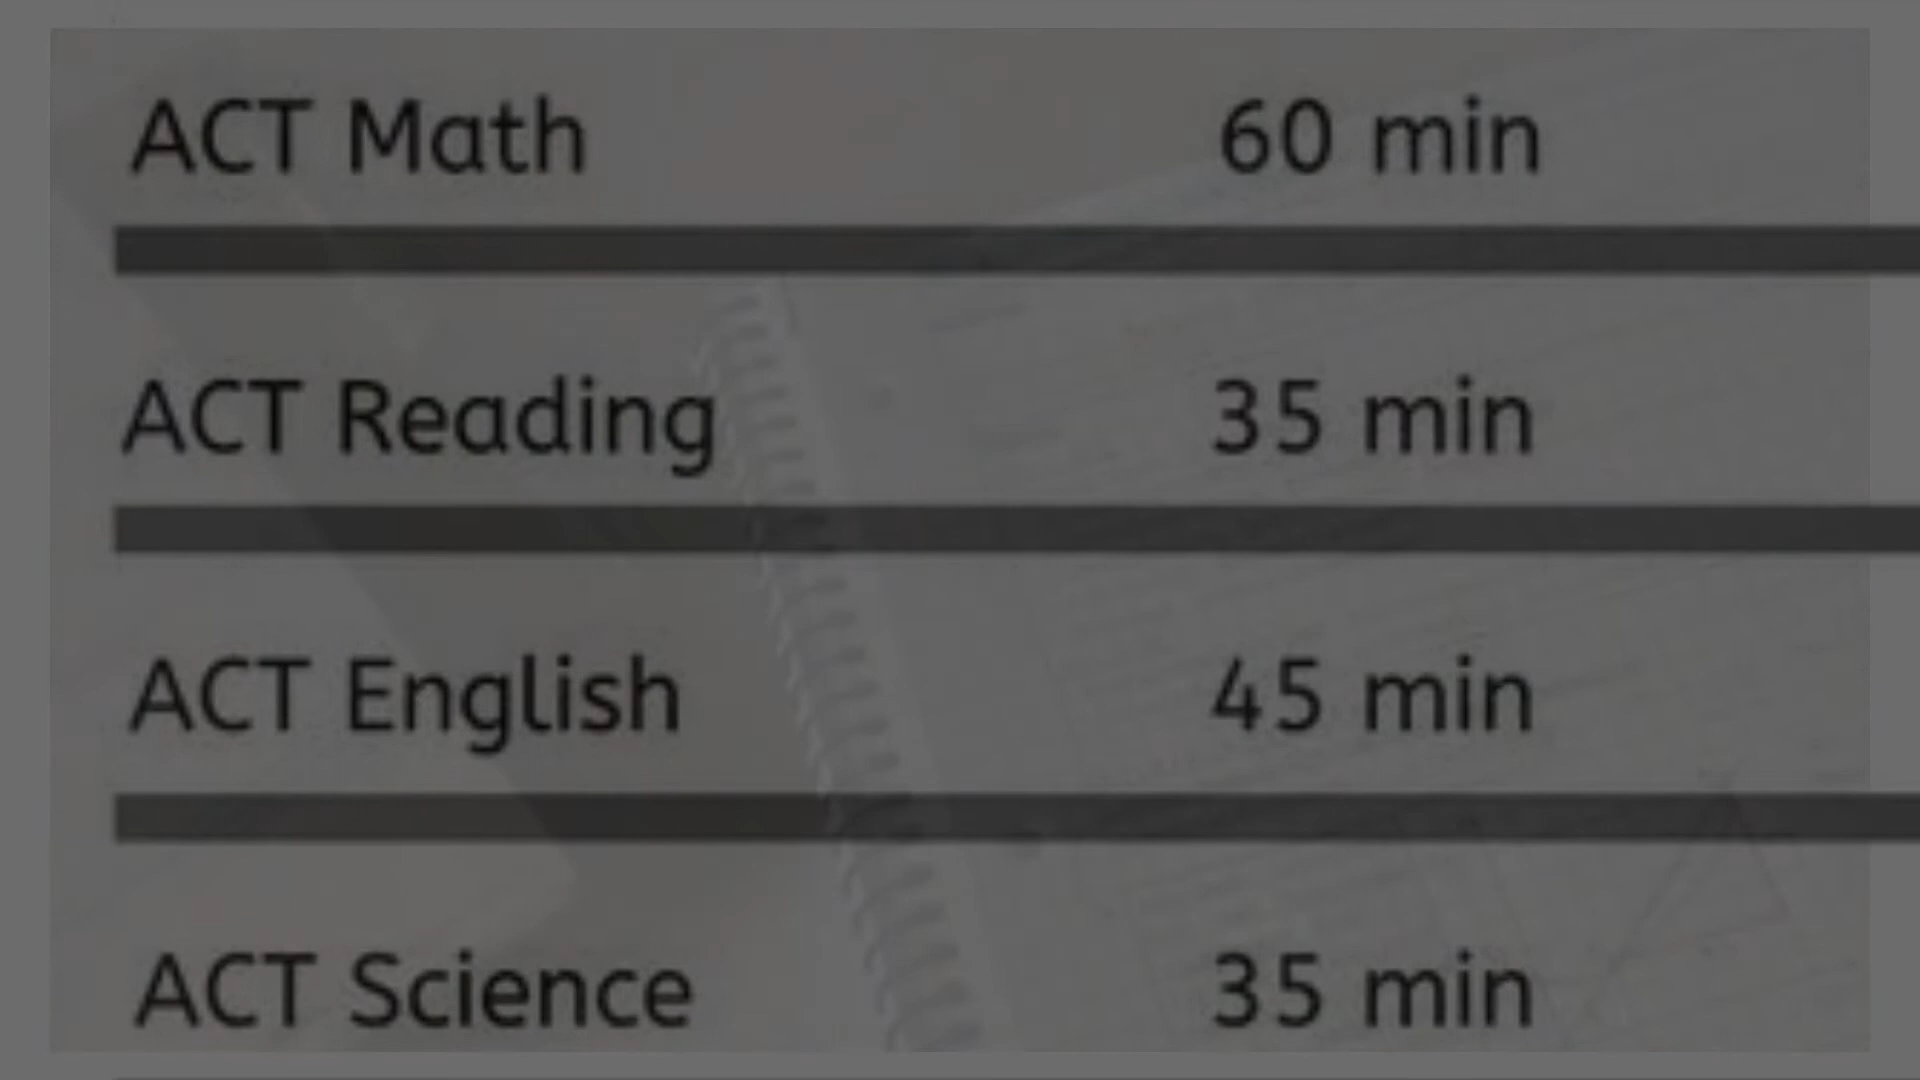 ACT Math 60 min
ACT Reading 35 min
ACT English 45 min
ACT Science 35 min